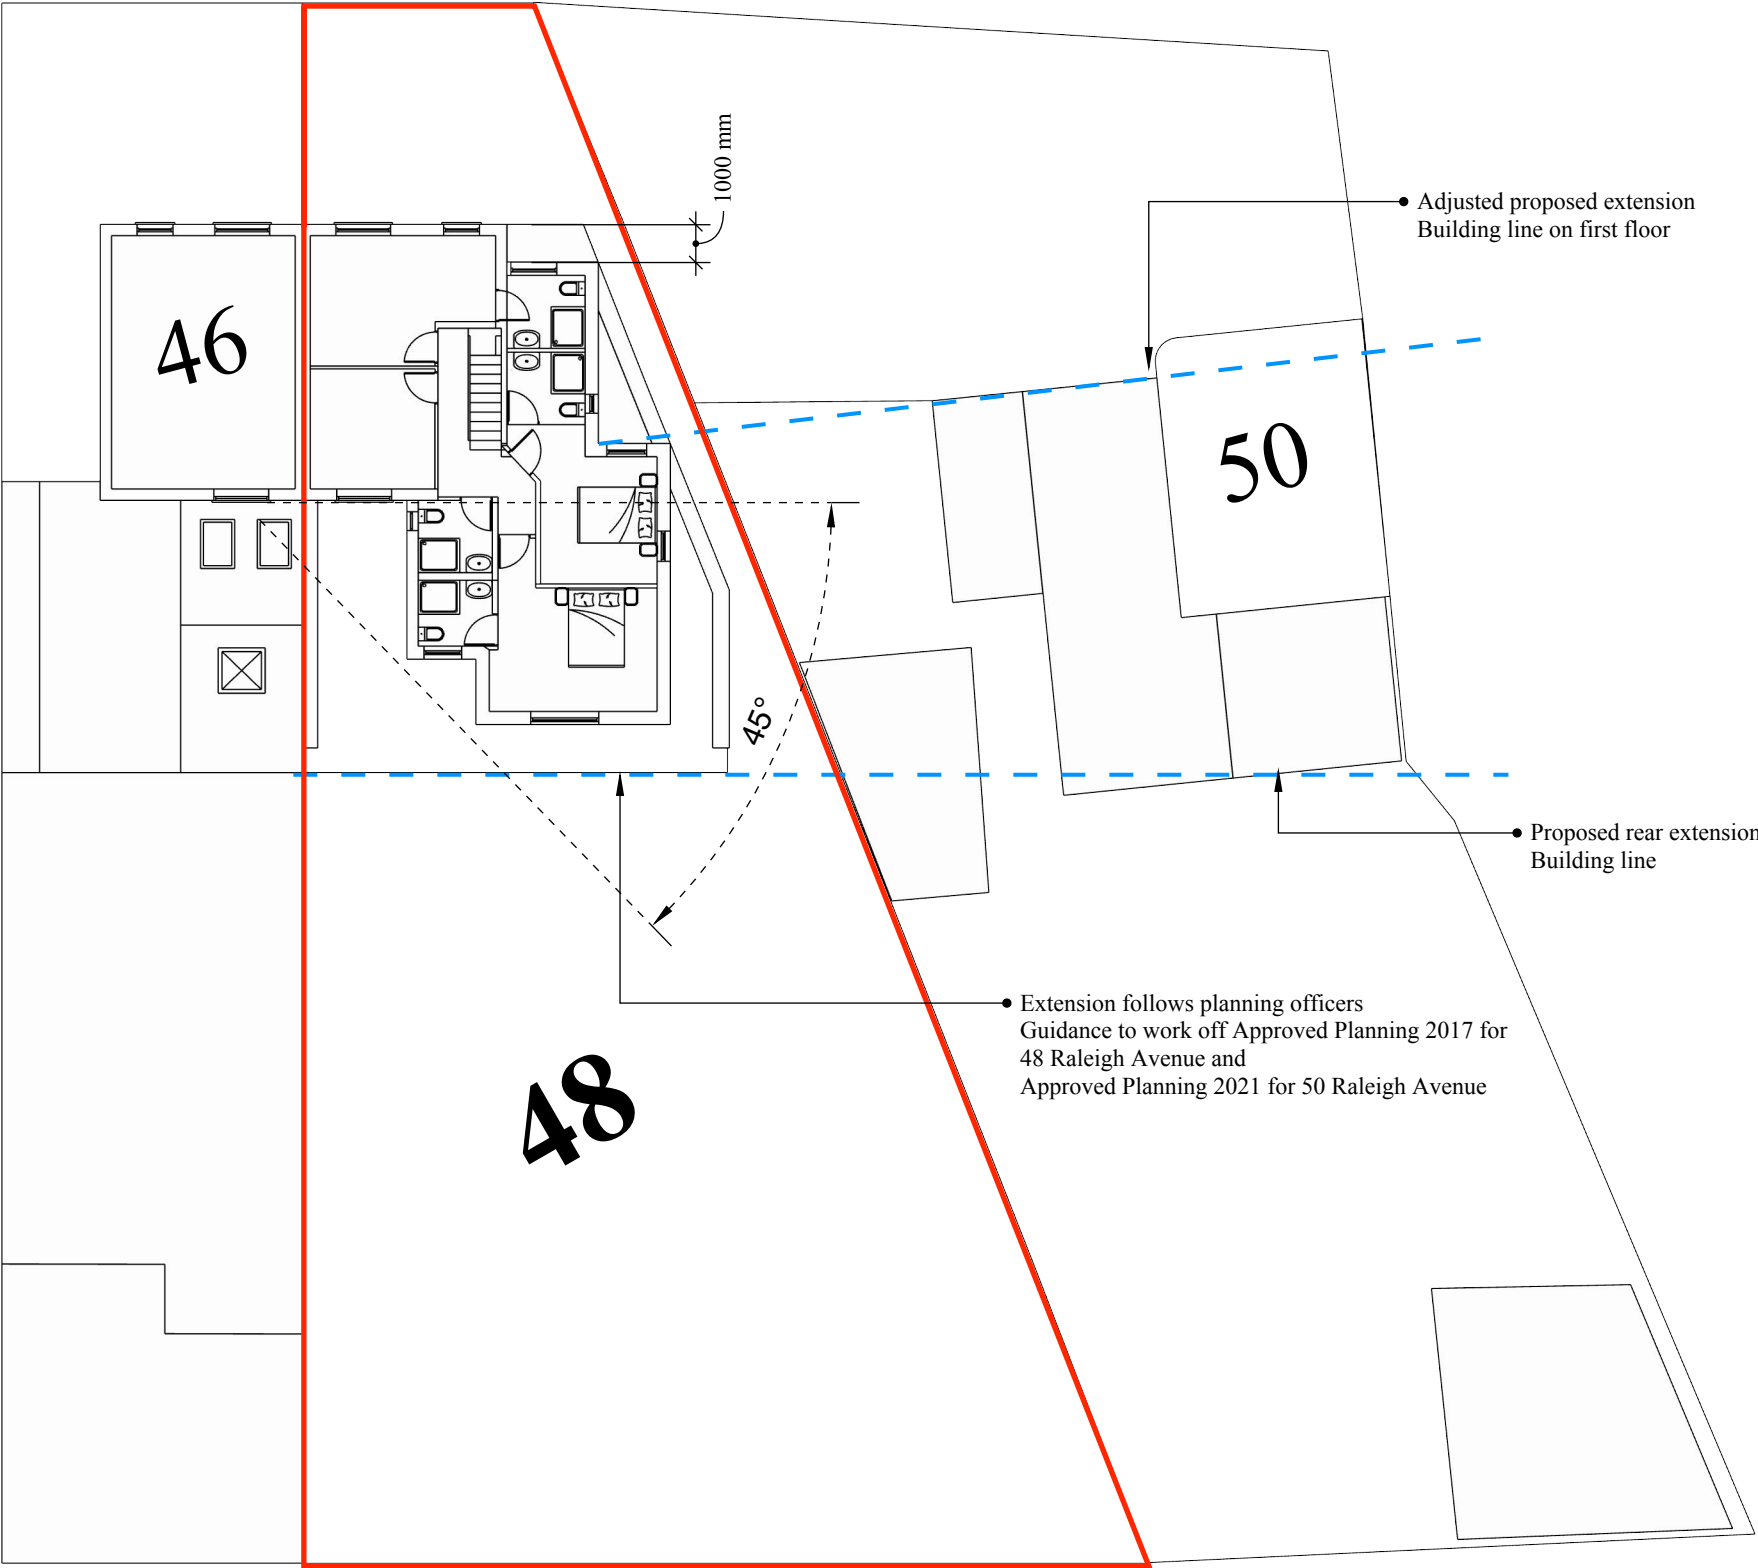 1000 mm
Adjusted proposed extension
Building line on first floor
46
50
45°
Proposed rear extension
Building line
Extension follows planning officers
Guidance to work off Approved Planning 2017 for
48 Raleigh Avenue and
Approved Planning 2021 for 50 Raleigh Avenue
48